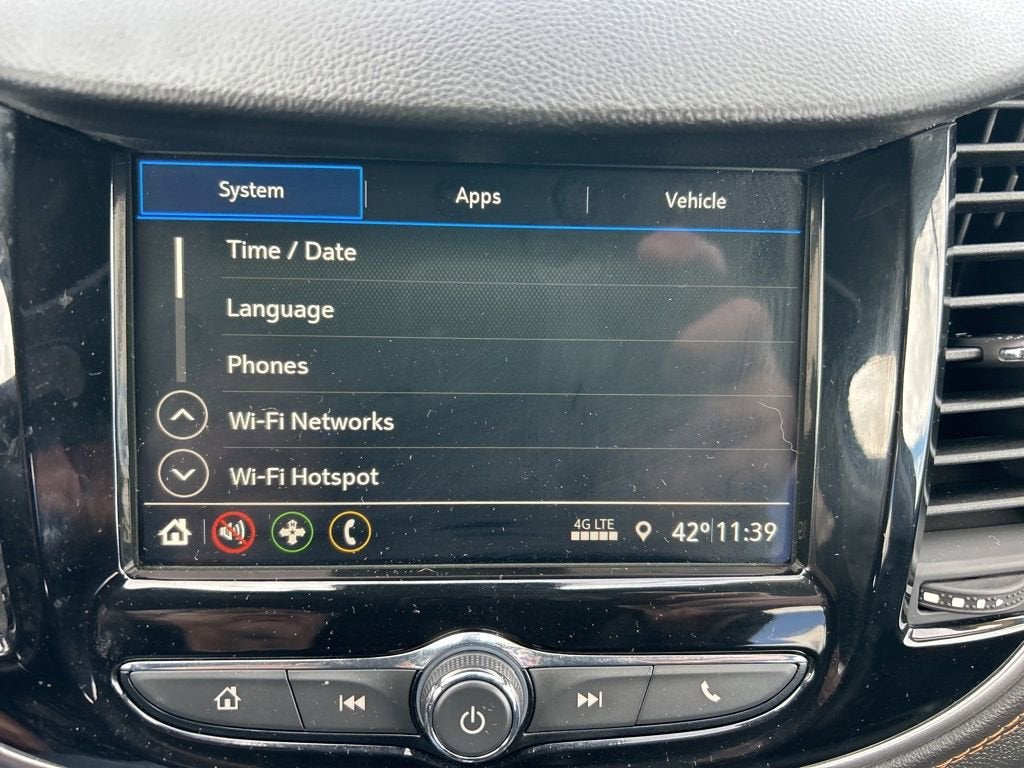 System Apps Vehicle
Time / Date
Language
Phones
Wi-Fi Networks
Wi-Fi Hotspot
4G LTE 42° 11:39